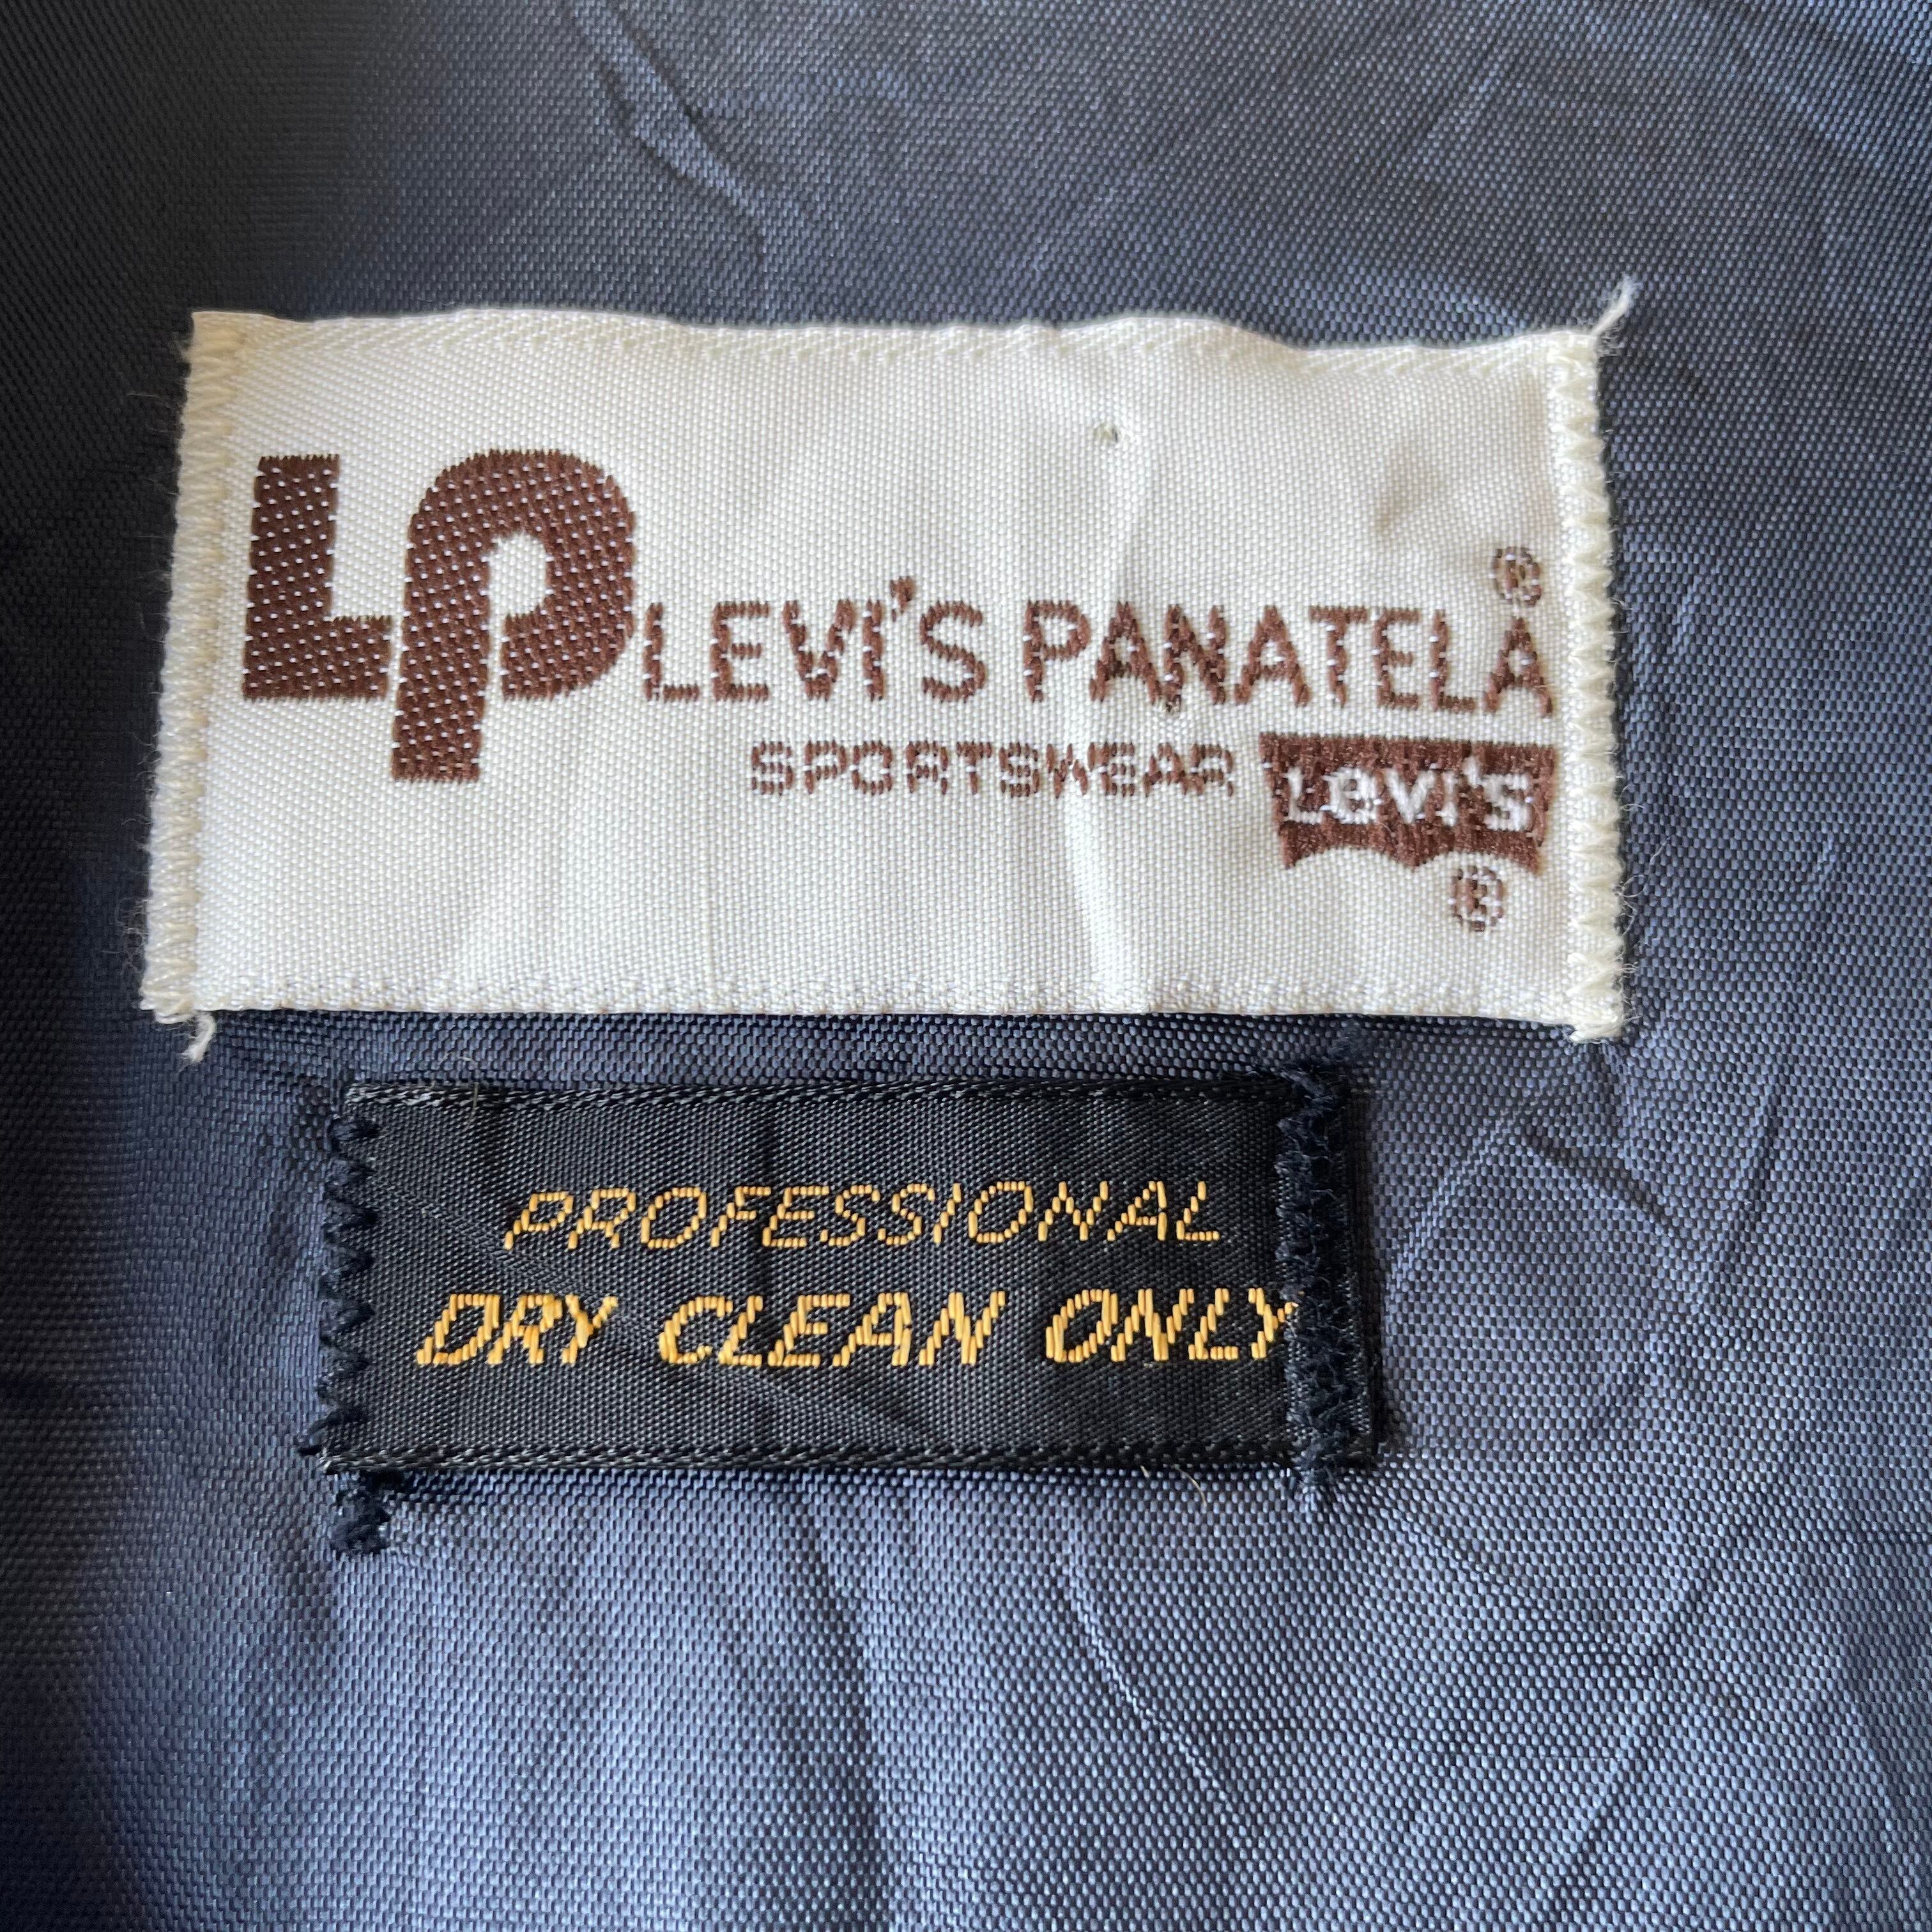 LP LEVI'S PANATELA ®
SPORTSWEAR Levi's ®
PROFESSIONAL
DRY CLEAN ONLY